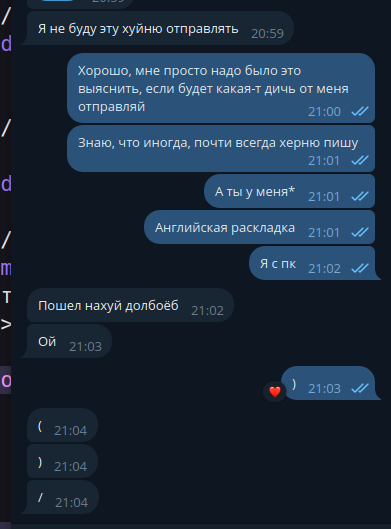 /
Я не буду эту хуйню отправлять 20:59
d
Хорошо, мне просто надо было это
выяснить, если будет какая-т дичь от меня
отправляй 21:00
/
Знаю, что иногда, почти всегда херню пишу
21:01
d
А ты у меня* 21:01
Английская раскладка 21:01
/
Я с пк 21:02
m
Пошел нахуй долбоёб 21:02
т
>
Ой 21:03
) 21:03
o
( 21:04
) 21:04
/ 21:04